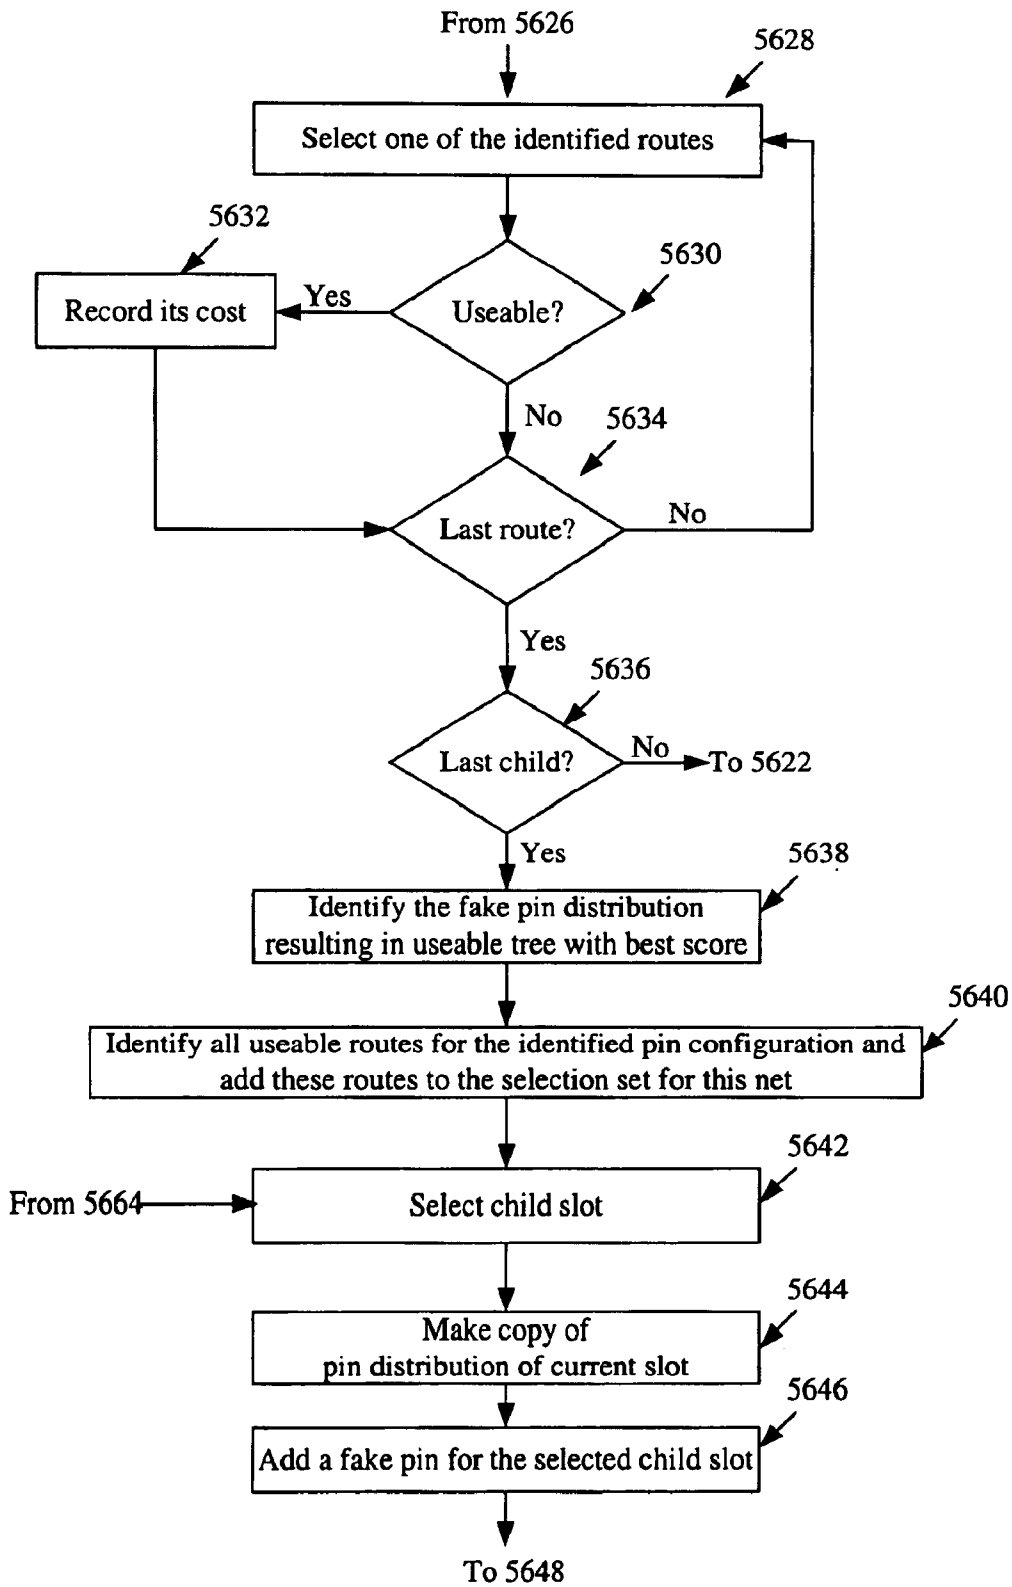 From 5626
5628
Select one of the identified routes
5632
5630
Record its cost
Yes
Useable?
No
5634
Last route?
No
Yes
5636
Last child?
No
To 5622
Yes
5638
Identify the fake pin distribution
resulting in useable tree with best score
5640
Identify all useable routes for the identified pin configuration and
add these routes to the selection set for this net
5642
From 5664
Select child slot
5644
Make copy of
pin distribution of current slot
5646
Add a fake pin for the selected child slot
To 5648